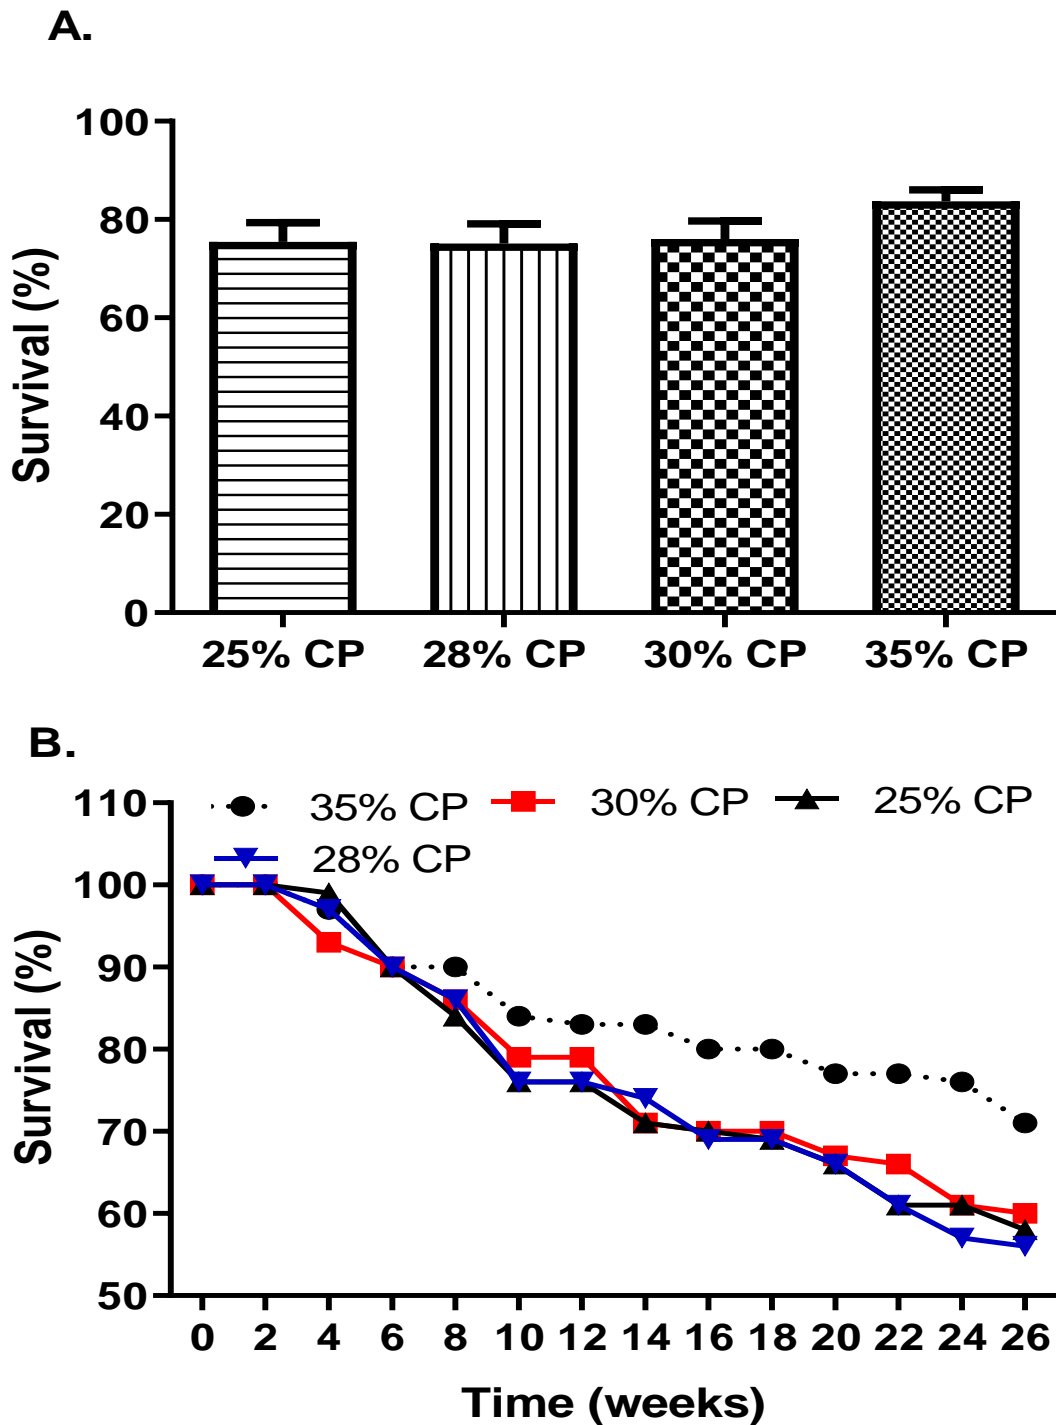 A.
100
80
60
40
20
0
Survival (%)
25% CP 28% CP 30% CP 35% CP
B.
35% CP 30% CP 25% CP
28% CP
110
100
90
80
70
60
50
Survival (%)
0 2 4 6 8 10 12 14 16 18 20 22 24 26
Time (weeks)